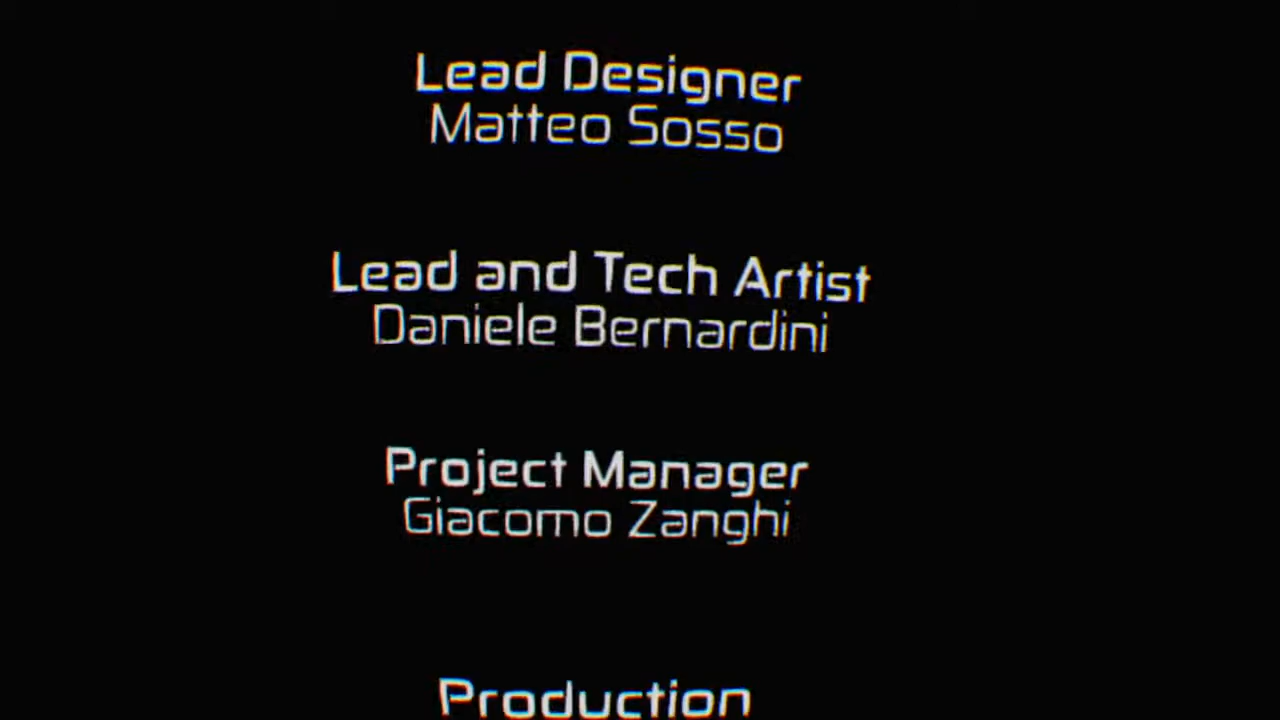 Lead Designer
Matteo Sosso
Lead and Tech Artist
Daniele Bernardini
Project Manager
Giacomo Zanghi
Production